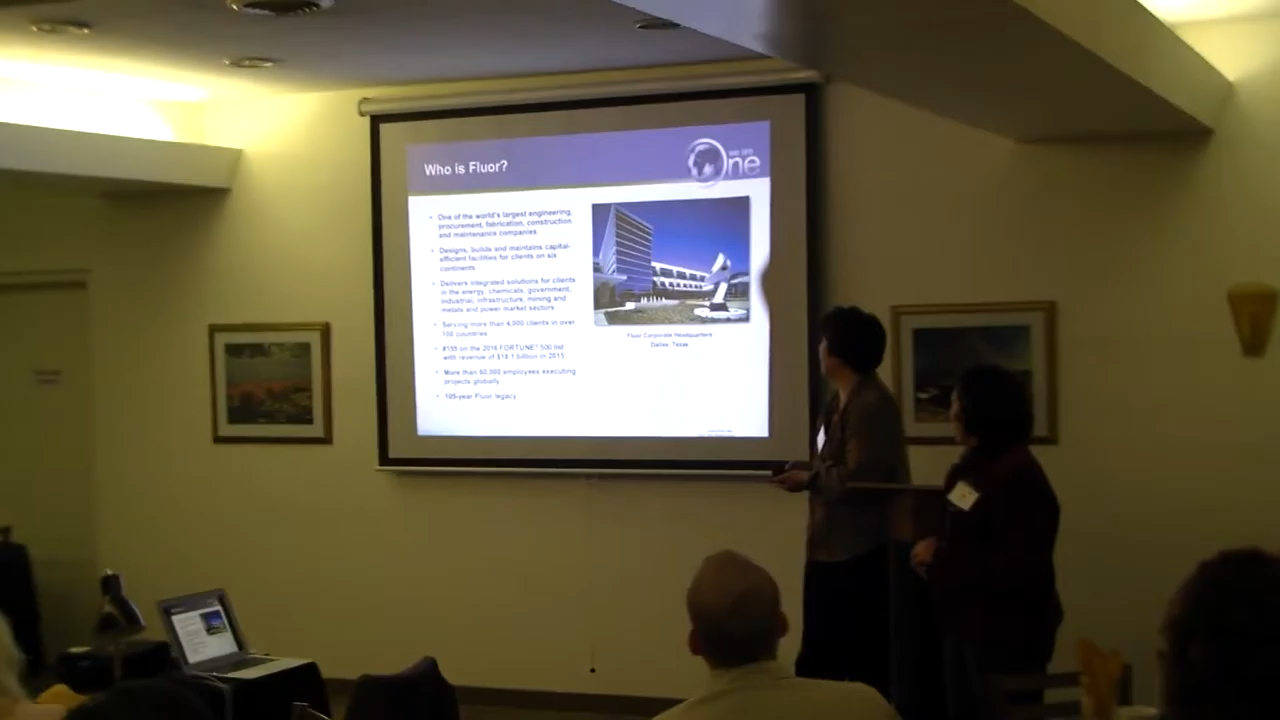 Who is Fluor?
we are
One
• One of the world's largest engineering,
procurement, fabrication, construction
and maintenance companies
• Designs, builds and maintains capital-
efficient facilities for clients on six
continents
• Delivers integrated solutions for clients
in the energy, chemicals, government,
industrial, infrastructure, mining and
metals and power market sectors
• Serving more than 4,000 clients in over
100 countries
• #155 on the 2016 FORTUNE® 500 list
with revenue of $18.1 billion in 2015
• More than 60,000 employees executing
projects globally
• 105-year Fluor legacy
Fluor Corporate Headquarters
Dallas, Texas